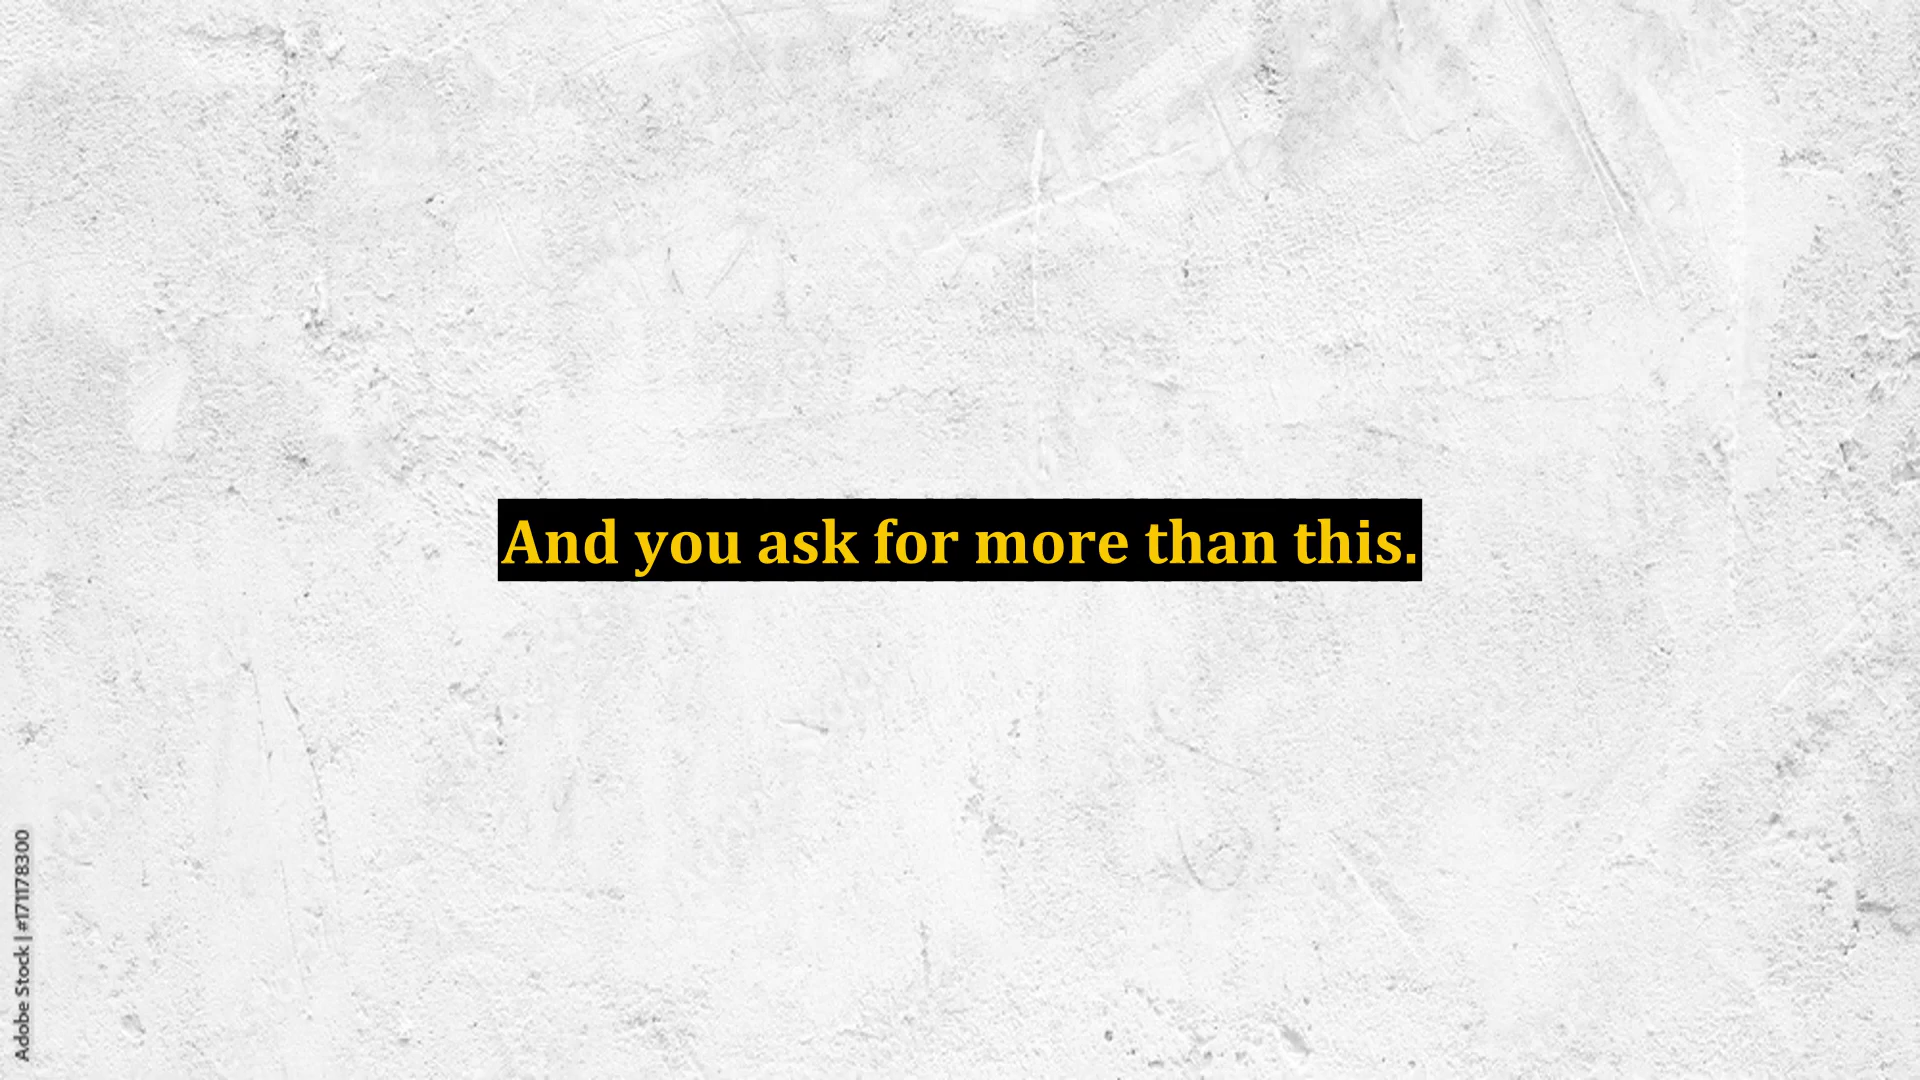 And you ask for more than this.
Adobe Stock | #171178300